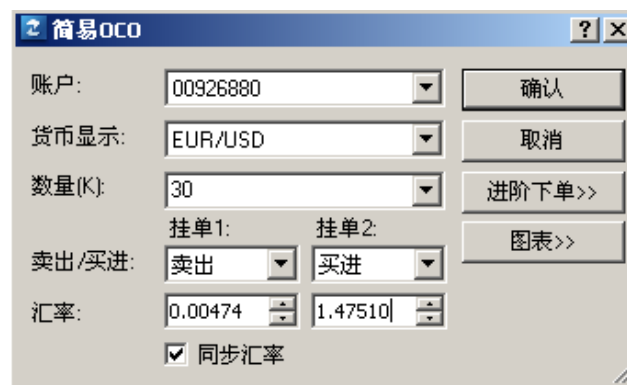 简易OCO
账户: 00926880 确认
货币显示: EUR/USD 取消
数量(K): 30 进阶下单>>
挂单1: 挂单2: 图表>>
卖出/买进: 卖出 买进
汇率: 0.00474 1.47510
同步汇率